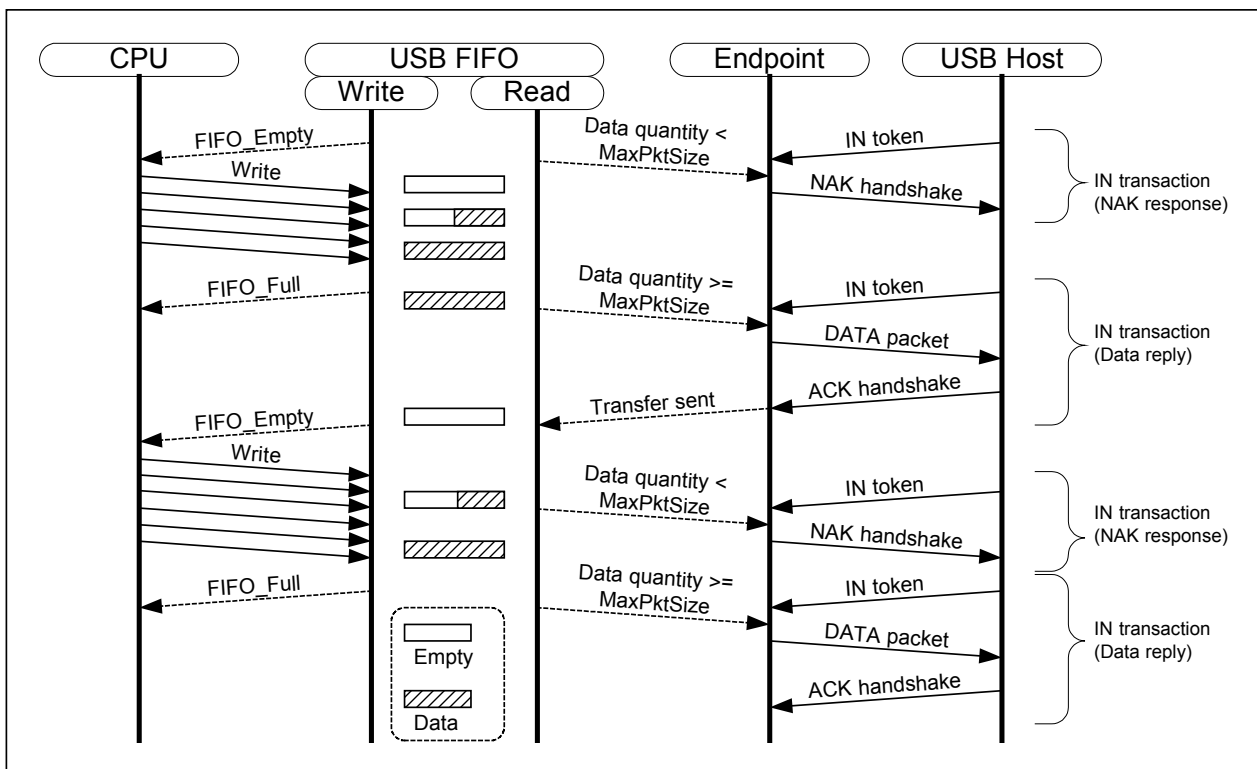 CPU
USB FIFO
Endpoint
USB Host
Write
Read
FIFO_Empty
Data quantity <
MaxPktSize
IN token
Write
NAK handshake
IN transaction
(NAK response)
FIFO_Full
Data quantity >=
MaxPktSize
IN token
DATA packet
IN transaction
(Data reply)
ACK handshake
Transfer sent
FIFO_Empty
Write
Data quantity <
MaxPktSize
IN token
NAK handshake
IN transaction
(NAK response)
FIFO_Full
Data quantity >=
MaxPktSize
IN token
DATA packet
IN transaction
(Data reply)
ACK handshake
Empty
Data